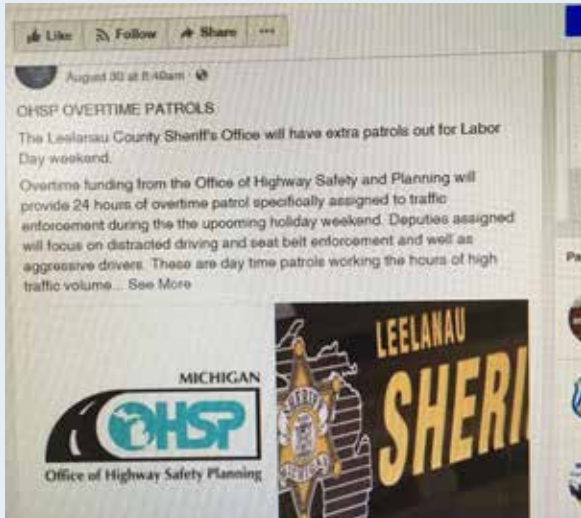 Like Follow Share
August 30 at 8:40am
OHSP OVERTIME PATROLS
The Leelanau County Sheriff's Office will have extra patrols out for Labor
Day weekend.
Overtime funding from the Office of Highway Safety and Planning will
provide 24 hours of overtime patrol specifically assigned to traffic
enforcement during the the upcoming holiday weekend. Deputies assigned
will focus on distracted driving and seat belt enforcement and well as
aggressive drivers. These are day time patrols working the hours of high
traffic volume... See More
Pa
MICHIGAN
OHSP
Office of Highway Safety Planning
LEELANAU
SHERI
SHERIFF
MICHIGAN